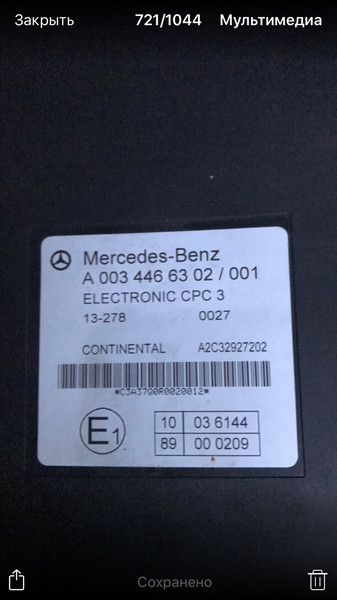 Закрыть 721/1044 Мультимедиа
Mercedes-Benz
A 003 446 63 02 / 001
ELECTRONIC CPC 3
13-278 0027
CONTINENTAL A2C32927202
*C3A3790R0020012*
E1
10 03 6144
89 00 0209
Сохранено